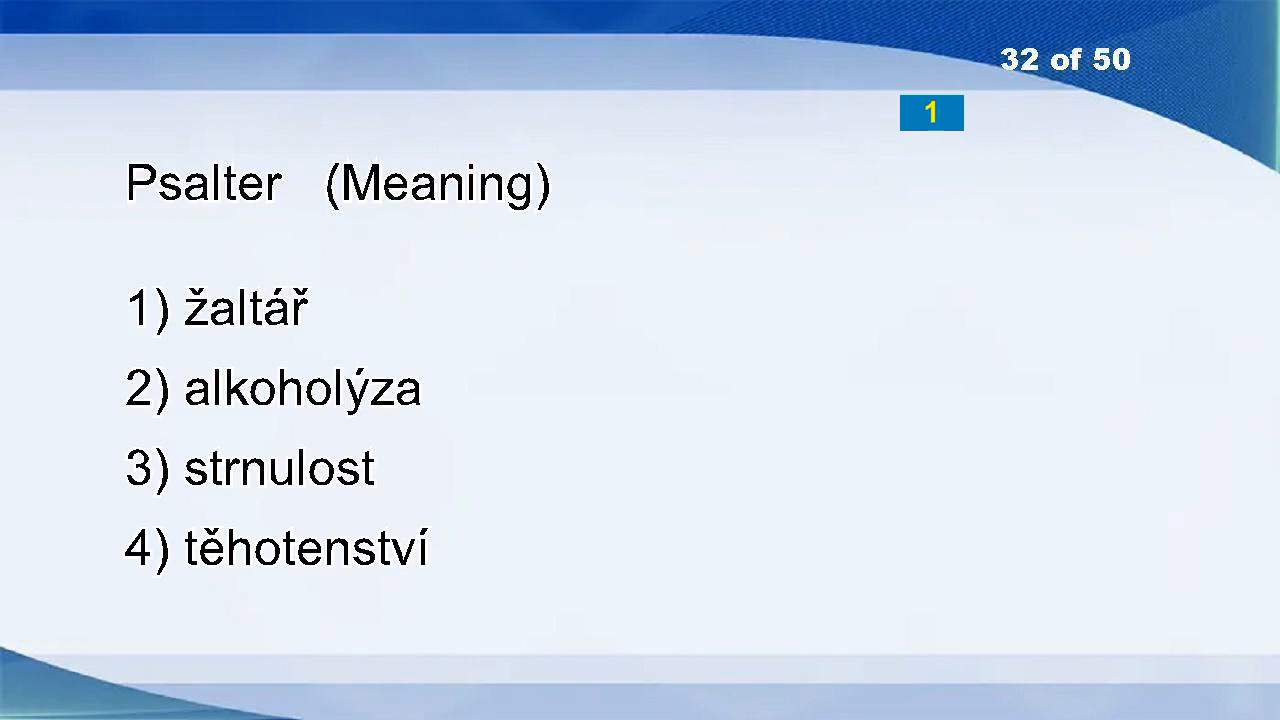 32 of 50
1
Psalter (Meaning)
1) žaltář
2) alkoholýza
3) strnulost
4) těhotenství